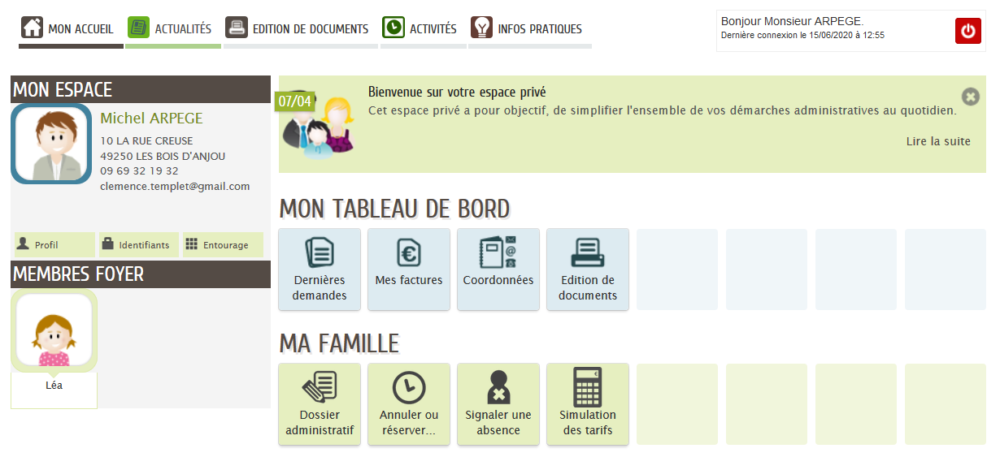 MON ACCUEIL
ACTUALITÉS
EDITION DE DOCUMENTS
ACTIVITÉS
INFOS PRATIQUES
Bonjour Monsieur ARPEGE.
Dernière connexion le 15/06/2020 à 12:55
MON ESPACE
Michel ARPEGE
10 LA RUE CREUSE
49250 LES BOIS D'ANJOU
09 69 32 19 32
clemence.templet@gmail.com
Profil
Identifiants
Entourage
MEMBRES FOYER
Léa
07/04
Bienvenue sur votre espace privé
Cet espace privé a pour objectif, de simplifier l'ensemble de vos démarches administratives au quotidien.
Lire la suite
MON TABLEAU DE BORD
Dernières
demandes
Mes factures
Coordonnées
Edition de
documents
MA FAMILLE
Dossier
administratif
Annuler ou
réserver...
Signaler une
absence
Simulation
des tarifs